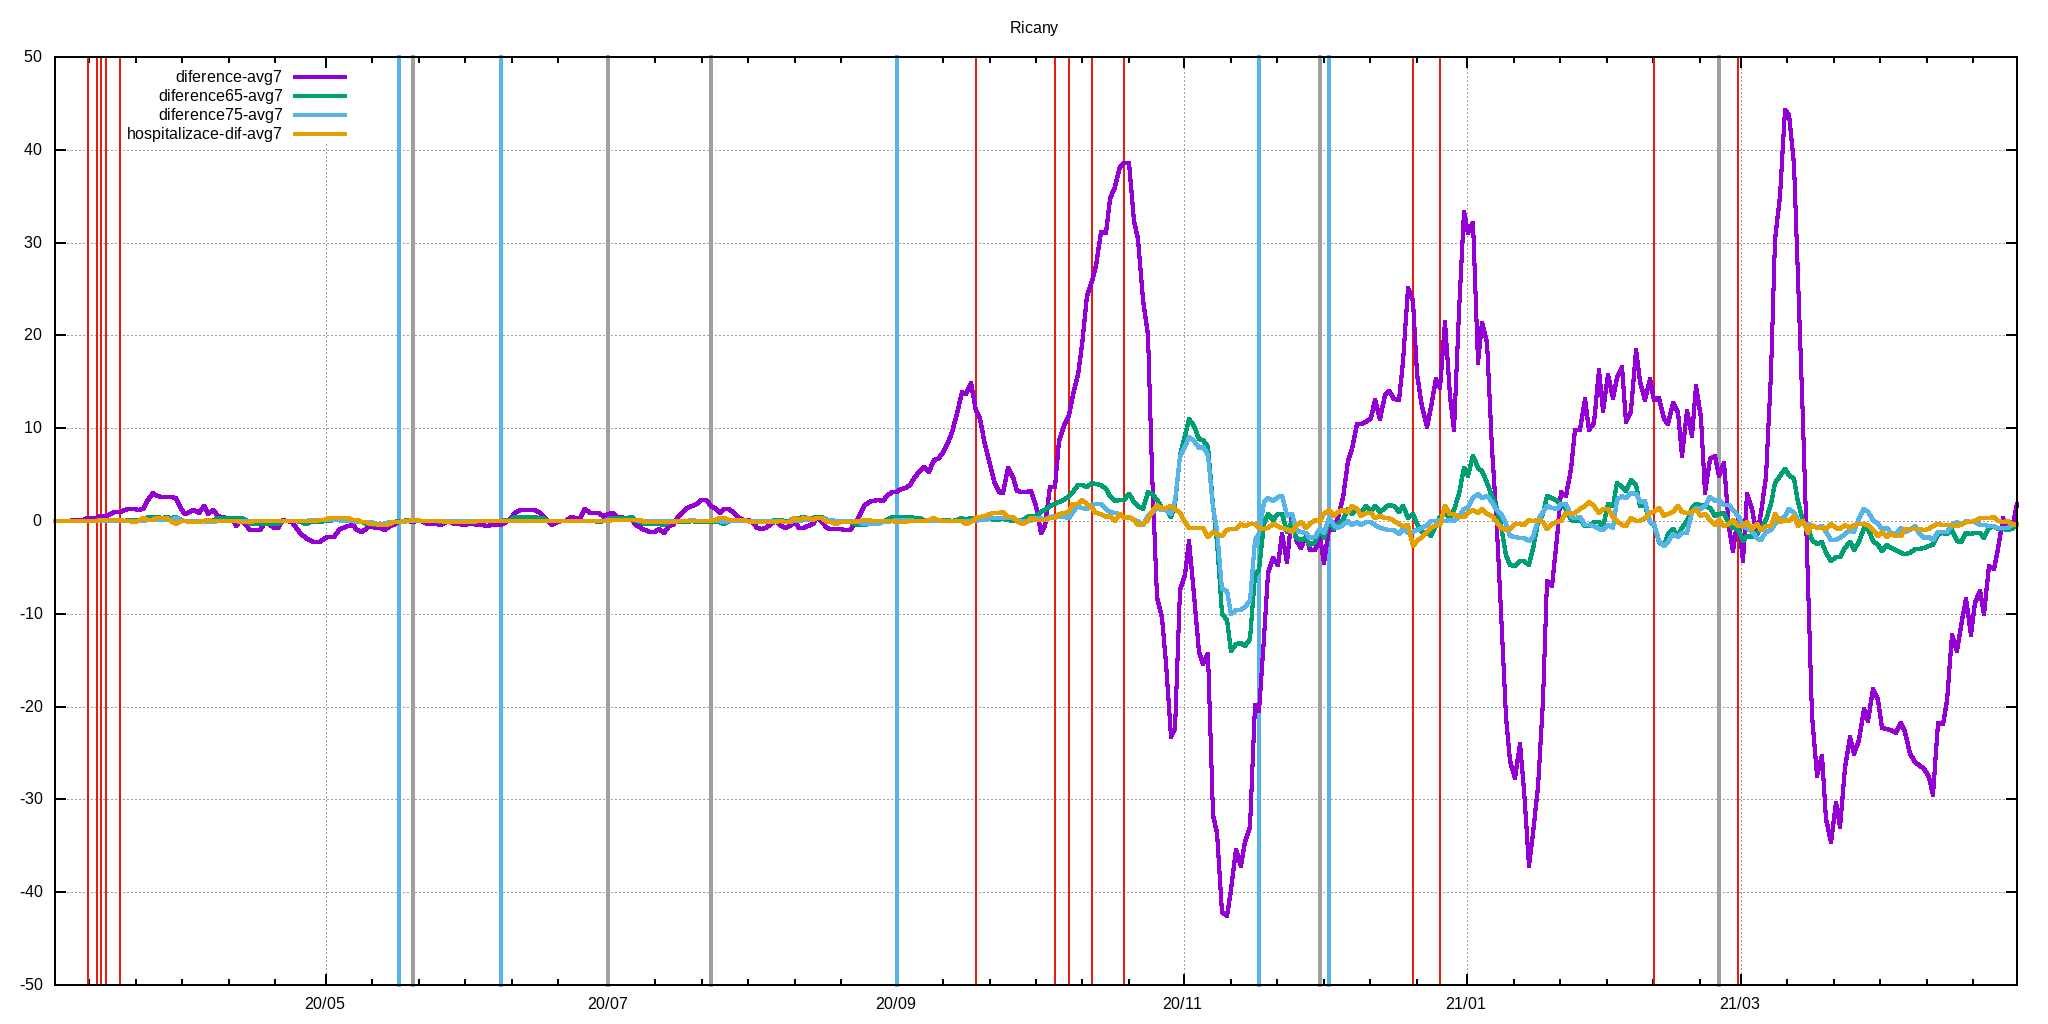 Ricany
50
diference-avg7
diference65-avg7
diference75-avg7
hospitalizace-dif-avg7
40
30
20
10
0
-10
-20
-30
-40
-50
20/05 20/07 20/09 20/11 21/01 21/03